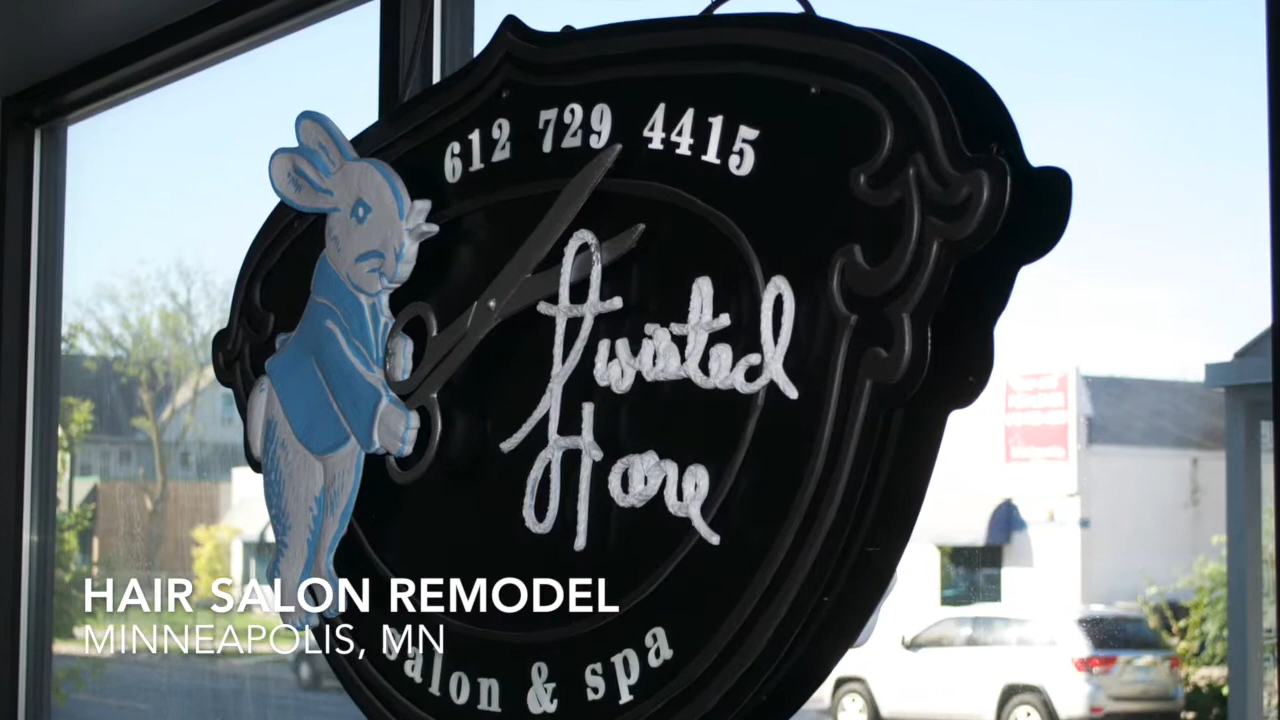 612 729 4415
Twisted
Hare
salon & spa
HAIR SALON REMODEL
MINNEAPOLIS, MN